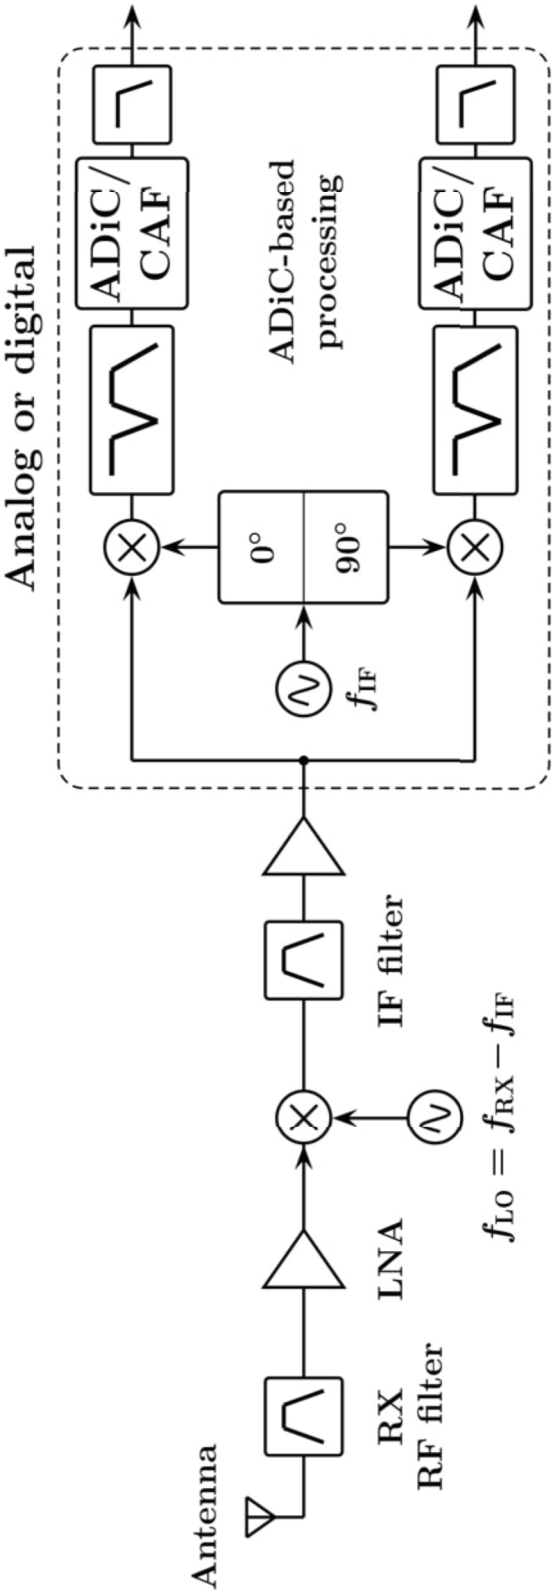 Antenna
RX
RF filter
LNA
f_LO = f_RX − f_IF
IF filter
Analog or digital
f_IF
0°
90°
ADiC/
CAF
ADiC-based
processing
ADiC/
CAF